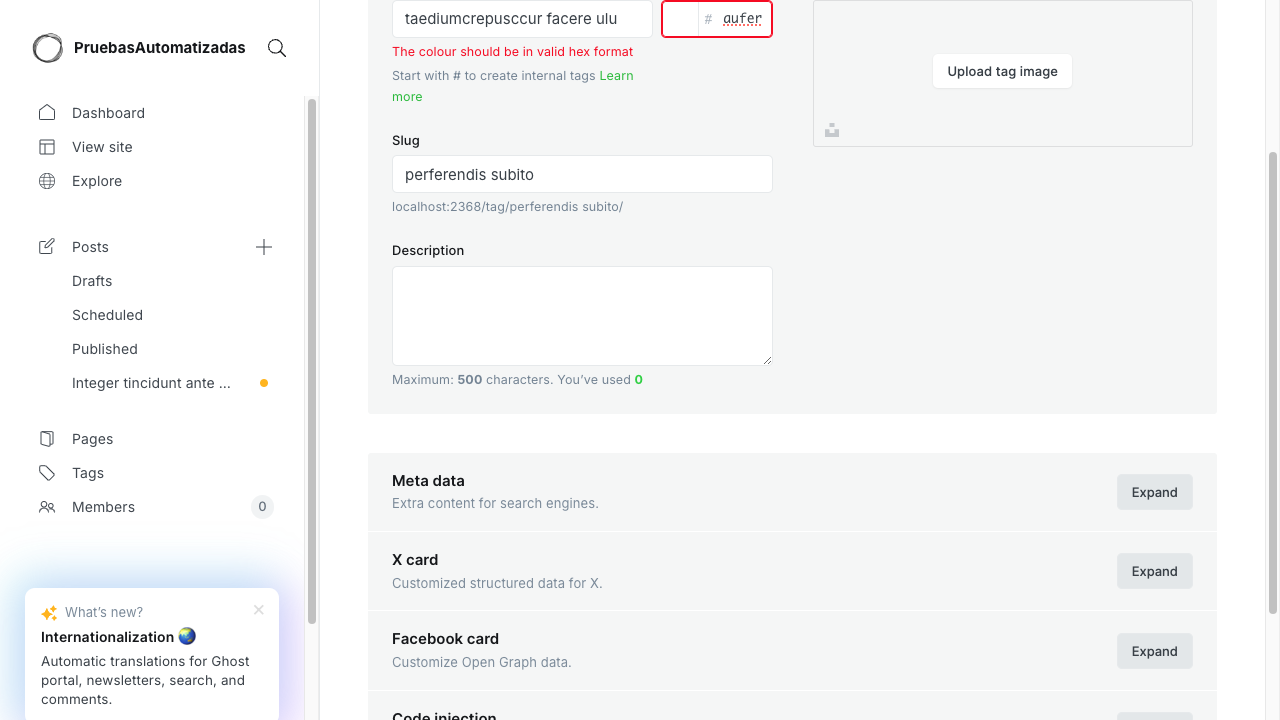 PruebasAutomatizadas
Dashboard
View site
Explore
Posts
Drafts
Scheduled
Published
Integer tincidunt ante ...
Pages
Tags
Members
0
What's new?
Internationalization
Automatic translations for Ghost
portal, newsletters, search, and
comments.
taediumcrepusccur facere ulu
# aufer
The colour should be in valid hex format
Start with # to create internal tags Learn
more
Slug
perferendis subito
localhost:2368/tag/perferendis subito/
Description
Maximum: 500 characters. You've used 0
Upload tag image
Meta data
Extra content for search engines.
Expand
X card
Customized structured data for X.
Expand
Facebook card
Customize Open Graph data.
Expand
Code injection